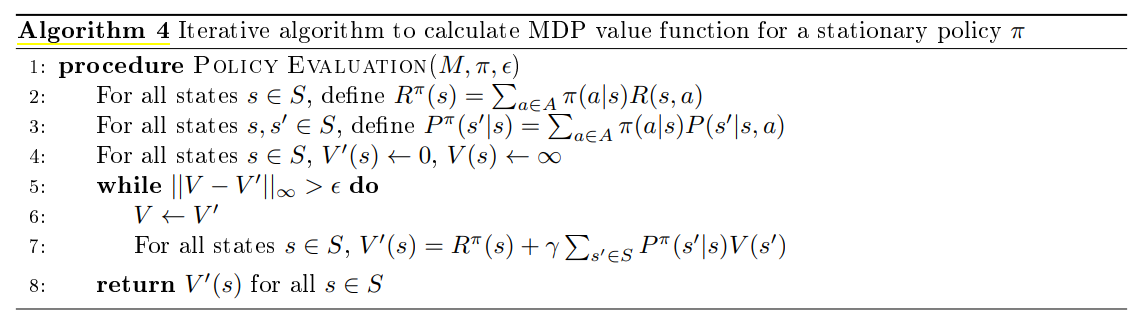 Algorithm 4 Iterative algorithm to calculate MDP value function for a stationary policy π
1: procedure POLICY EVALUATION(M, π, ϵ)
2: For all states s ∈ S, define R^π(s) = ∑_{a∈A} π(a|s)R(s, a)
3: For all states s, s′ ∈ S, define P^π(s′|s) = ∑_{a∈A} π(a|s)P(s′|s, a)
4: For all states s ∈ S, V′(s) ← 0, V(s) ← ∞
5: while ||V − V′||_∞ > ϵ do
6: V ← V′
7: For all states s ∈ S, V′(s) = R^π(s) + γ ∑_{s′∈S} P^π(s′|s)V(s′)
8: return V′(s) for all s ∈ S